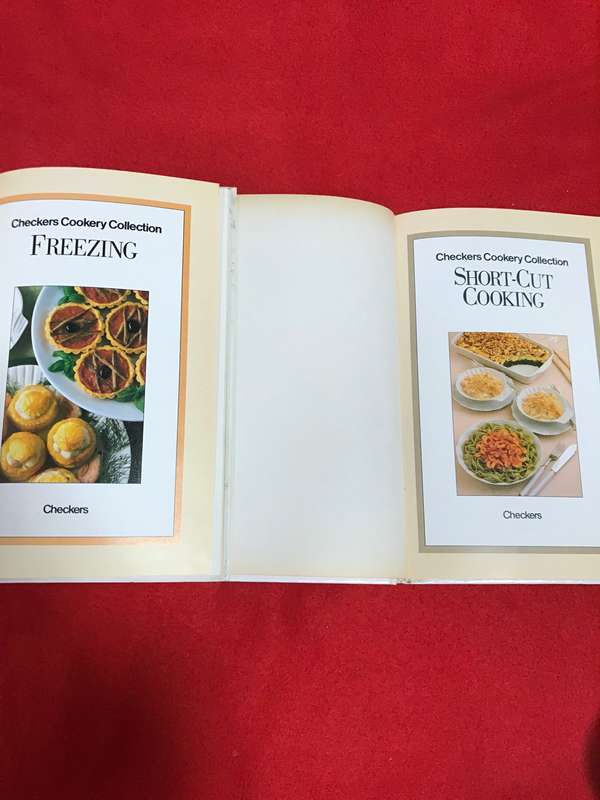 Checkers Cookery Collection
FREEZING
Checkers
Checkers Cookery Collection
SHORT-CUT
COOKING
Checkers